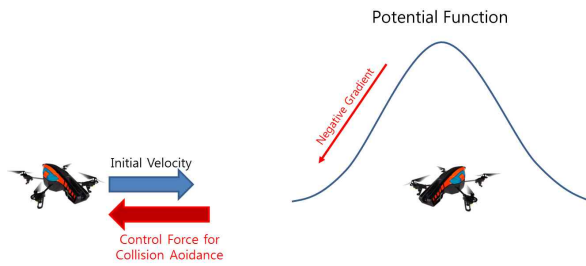 Potential Function
Negative Gradient
Initial Velocity
Control Force for
Collision Aoidance